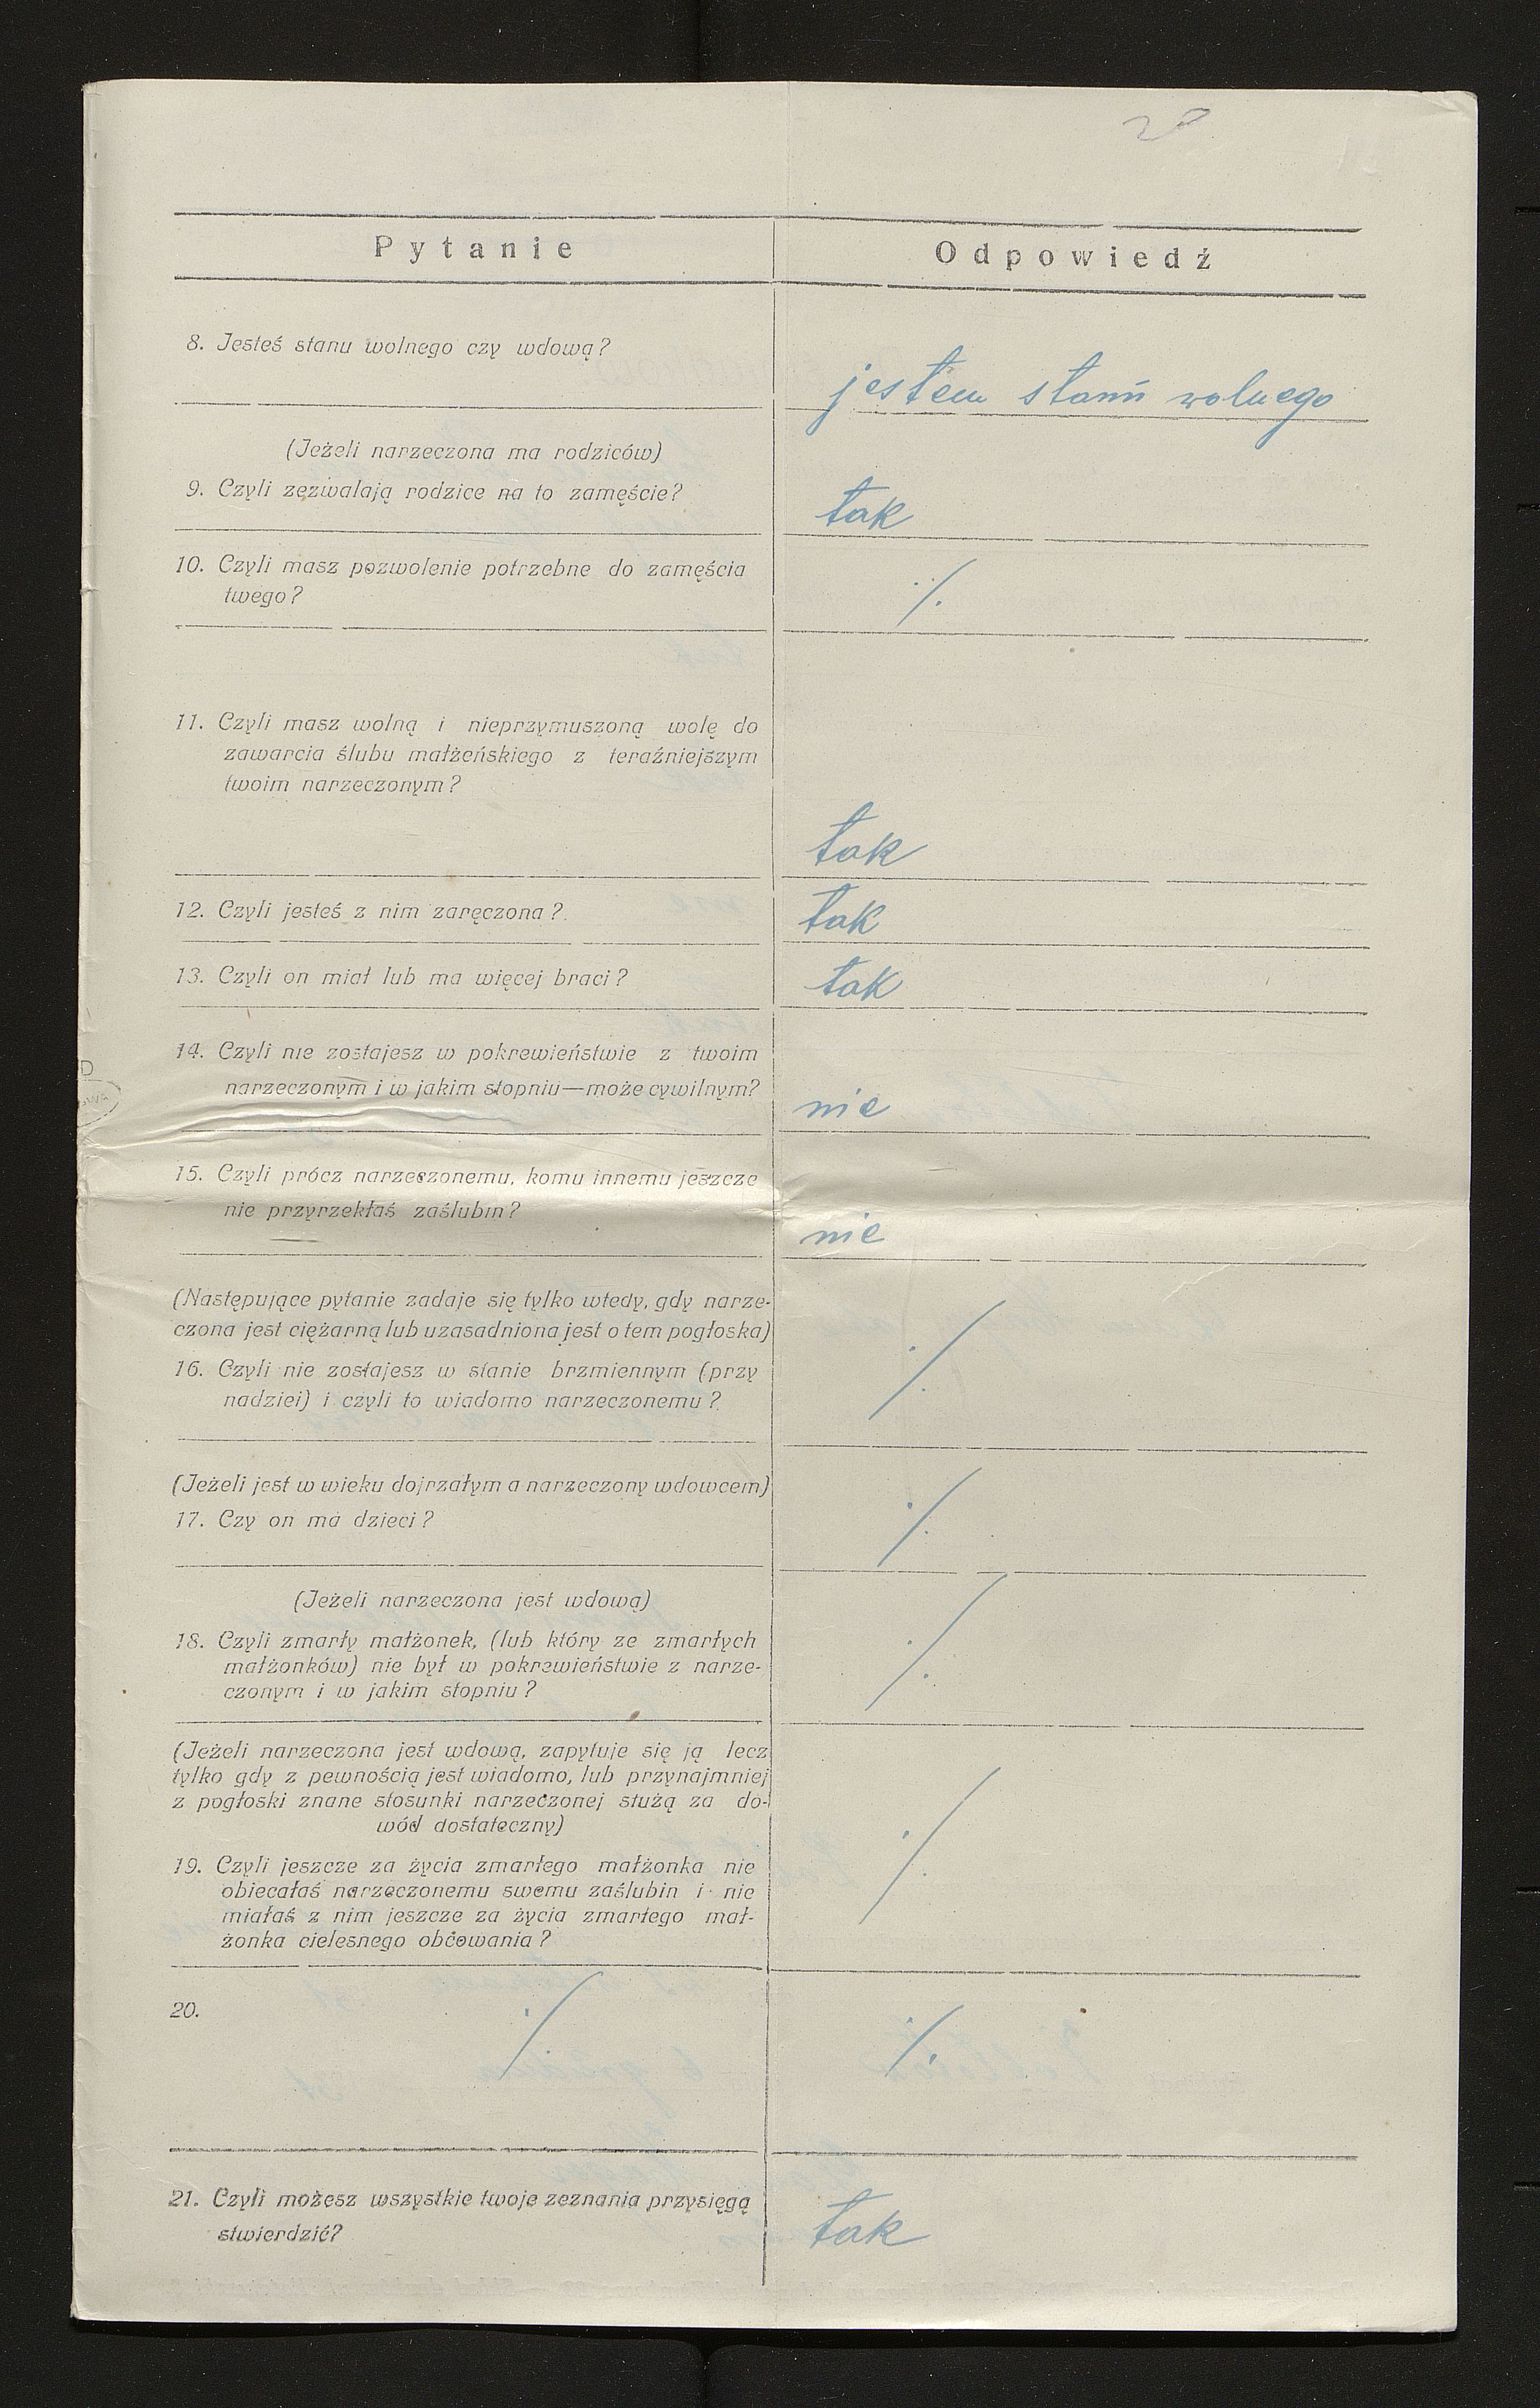 20
Pytanie
Odpowiedź
8. Jesteś stanu wolnego czy wdową?
jestem stanu wolnego
(Jeżeli narzeczona ma rodziców)
9. Czyli zezwalają rodzice na to zamęście?
tak
10. Czyli masz pozwolenie potrzebne do zamęścia
twego?
·/.
11. Czyli masz wolną i nieprzymuszoną wolę do
zawarcia ślubu małżeńskiego z teraźniejszym
twoim narzeczonym?
tak
12. Czyli jesteś z nim zaręczona?
tak
13. Czyli on miał lub ma więcej braci?
tak
14. Czyli nie zostajesz w pokrewieństwie z twoim
narzeczonym i w jakim stopniu—może cywilnym?
nie
15. Czyli prócz narzeczonemu, komu innemu jeszcze
nie przyrzekłaś zaślubin?
nie
(Następujące pytanie zadaje się tylko wtedy, gdy narze-
czona jest ciężarną lub uzasadniona jest o tem pogłoska)
16. Czyli nie zostajesz w stanie brzmiennym (przy
nadziei) i czyli to wiadomo narzeczonemu?
·/.
(Jeżeli jest w wieku dojrzałym a narzeczony wdowcem)
17. Czy on ma dzieci?
·/.
(Jeżeli narzeczona jest wdową)
18. Czyli zmarły małżonek, (lub który ze zmarłych
małżonków) nie był w pokrewieństwie z narze-
czonym i w jakim stopniu?
·/.
(Jeżeli narzeczona jest wdową, zapytuje się ją lecz
tylko gdy z pewnością jest wiadomo, lub przynajmniej
z pogłoski znane stosunki narzeczonej służą za do-
wód dostateczny)
19. Czyli jeszcze za życia zmarłego małżonka nie
obiecałaś narzeczonemu swemu zaślubin i nie
miałaś z nim jeszcze za życia zmarłego mał-
żonka cielesnego obcowania?
·/.
20.
·/.
·/.
21. Czyli możesz wszystkie twoje zeznania przysięgą
stwierdzić?
tak